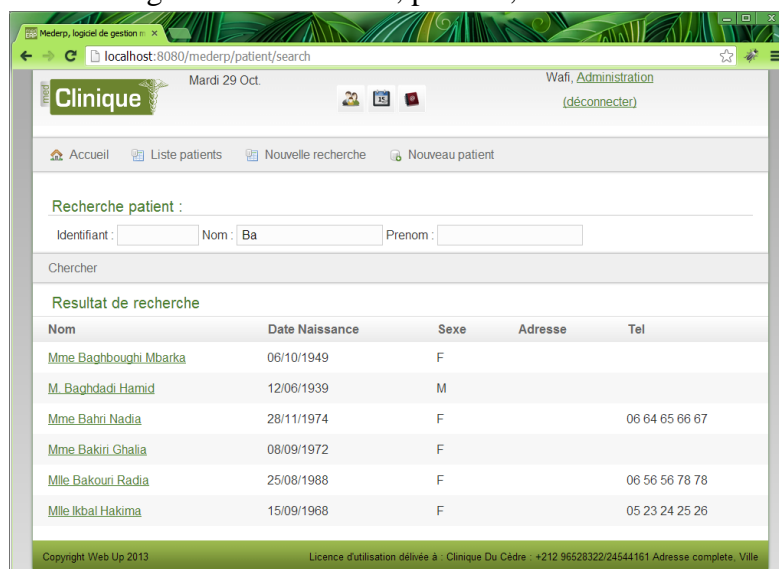 Mederp, logiciel de gestion m
localhost:8080/mederp/patient/search
med
Clinique
Mardi 29 Oct.
15
Wafi, Administration
(déconnecter)
Accueil Liste patients Nouvelle recherche Nouveau patient
Recherche patient :
Identifiant : Nom : Ba Prenom :
Chercher
Resultat de recherche
Nom Date Naissance Sexe Adresse Tel
Mme Baghboughi Mbarka 06/10/1949 F
M. Baghdadi Hamid 12/06/1939 M
Mme Bahri Nadia 28/11/1974 F 06 64 65 66 67
Mme Bakiri Ghalia 08/09/1972 F
Mlle Bakouri Radia 25/08/1988 F 06 56 56 78 78
Mlle Ikbal Hakima 15/09/1968 F 05 23 24 25 26
Copyright Web Up 2013 Licence d'utilisation délivée à : Clinique Du Cèdre : +212 96528322/24544161 Adresse complete, Ville